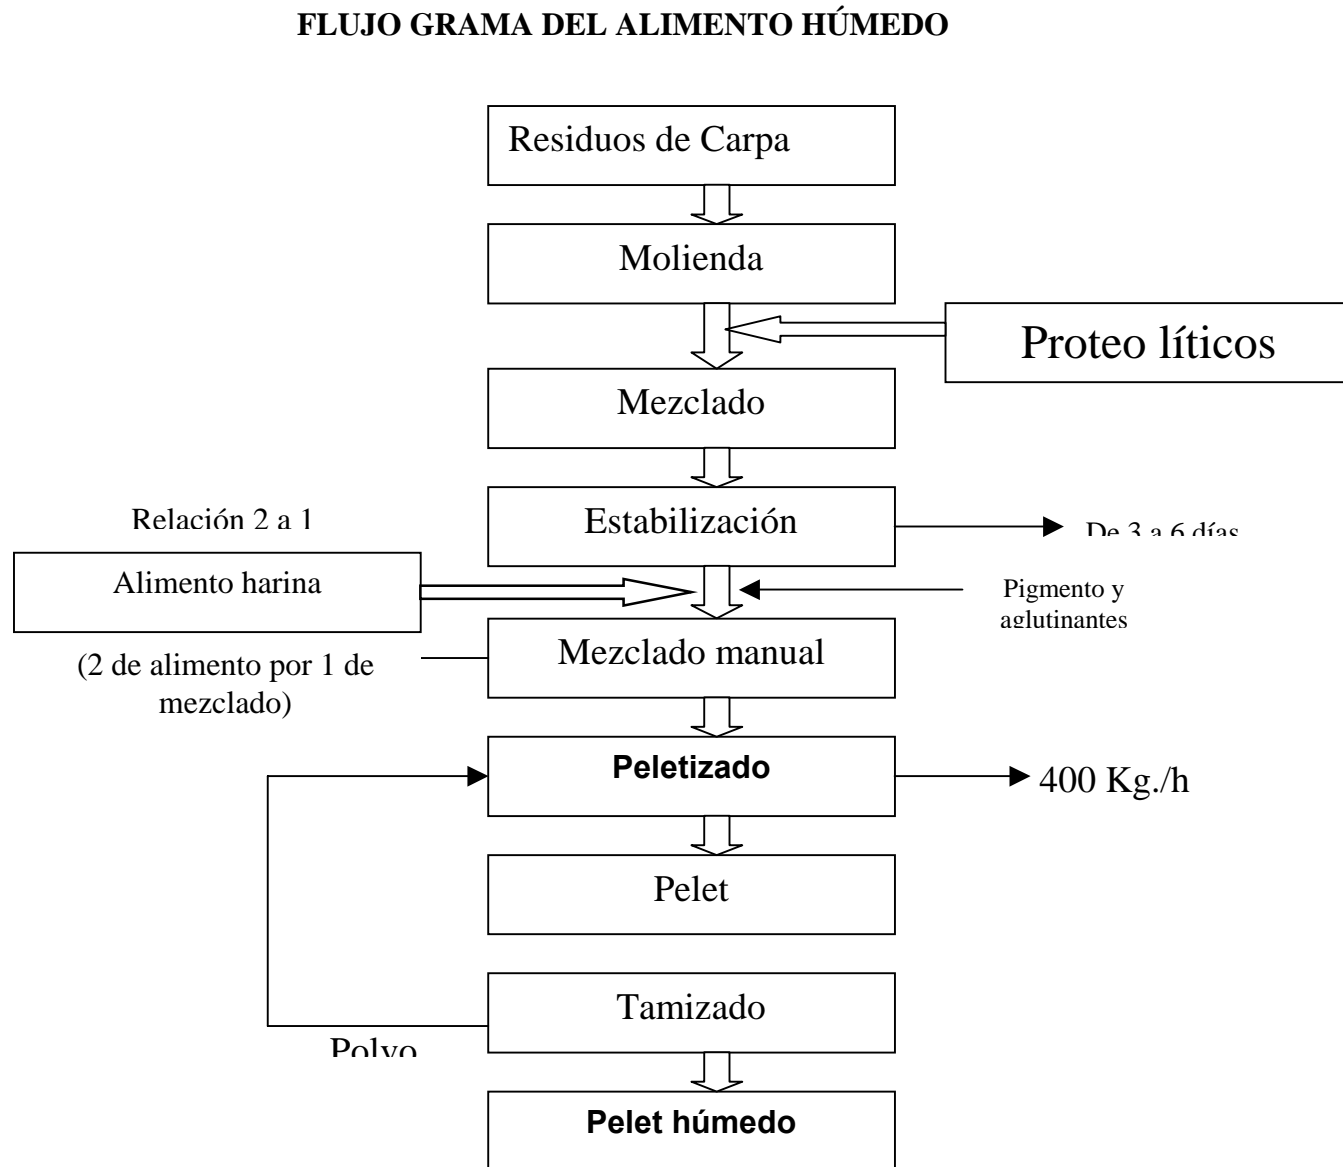 FLUJO GRAMA DEL ALIMENTO HÚMEDO
Residuos de Carpa
Molienda
Proteo líticos
Mezclado
Relación 2 a 1
Estabilización
De 3 a 6 días
Alimento harina
Pigmento y
aglutinantes
(2 de alimento por 1 de
mezclado)
Mezclado manual
Peletizado
400 Kg./h
Pelet
Tamizado
Polvo
Pelet húmedo